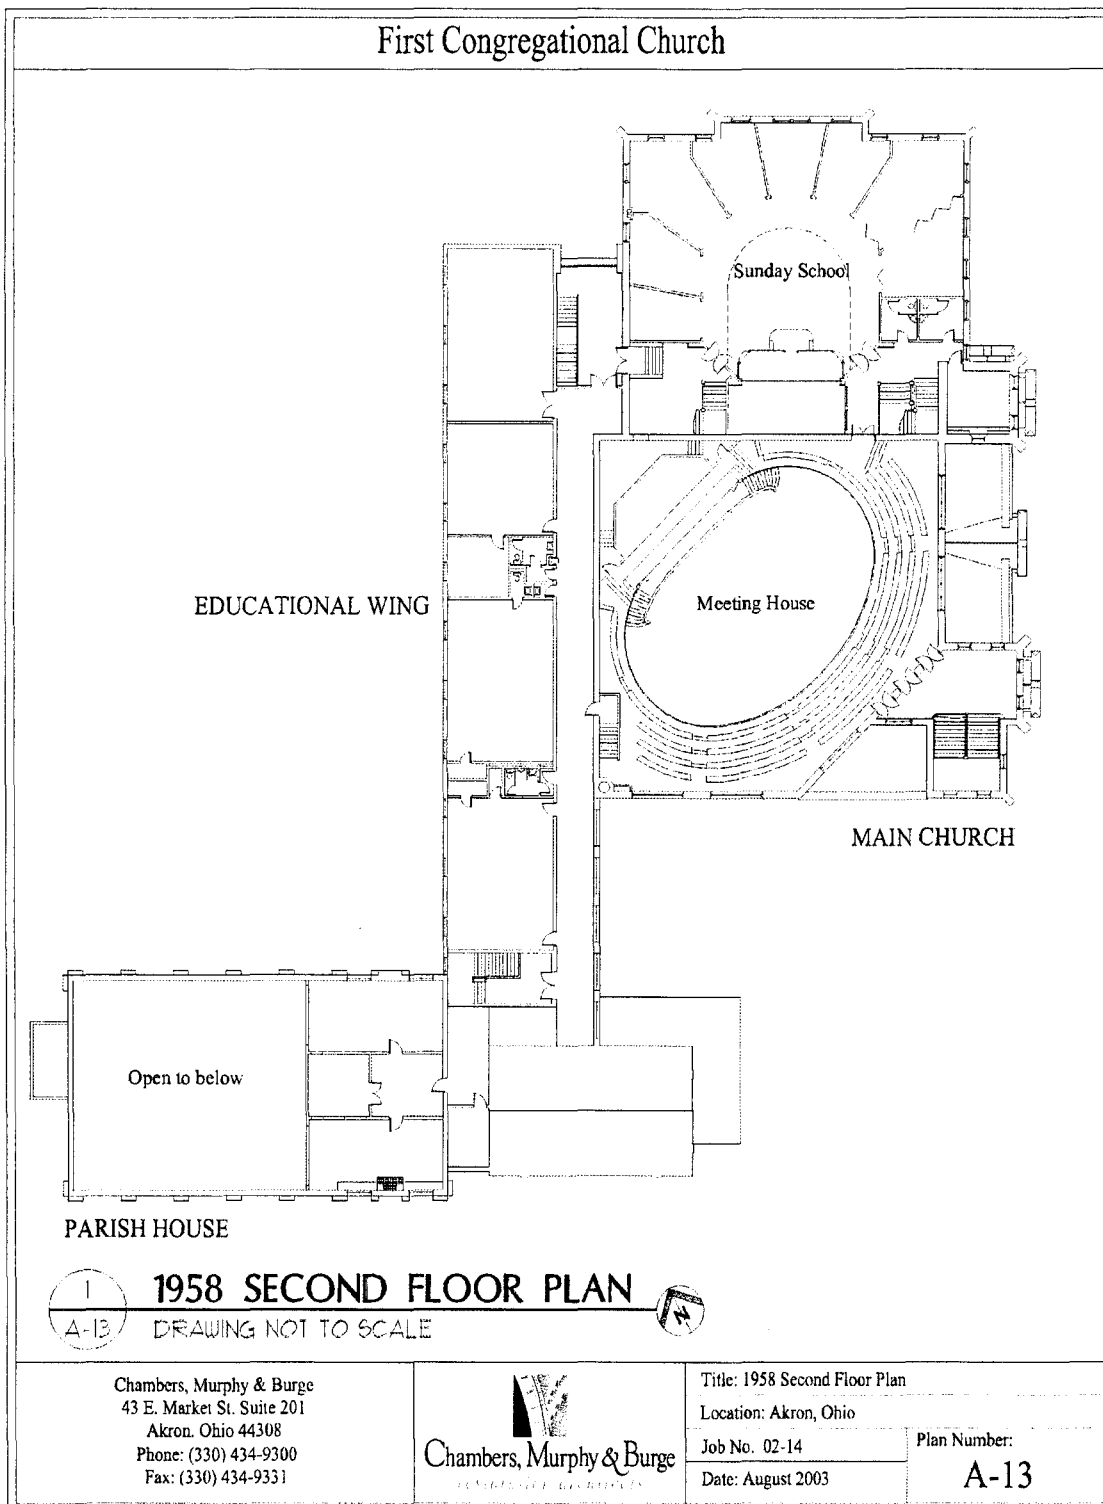 First Congregational Church
Sunday School
Meeting House
EDUCATIONAL WING
MAIN CHURCH
Open to below
PARISH HOUSE
1
A-13
1958 SECOND FLOOR PLAN
DRAWING NOT TO SCALE
N
Chambers, Murphy & Burge
43 E. Market St. Suite 201
Akron. Ohio 44308
Phone: (330) 434-9300
Fax: (330) 434-9331
Chambers, Murphy & Burge
Title: 1958 Second Floor Plan
Location: Akron, Ohio
Job No. 02-14
Date: August 2003
Plan Number:
A-13